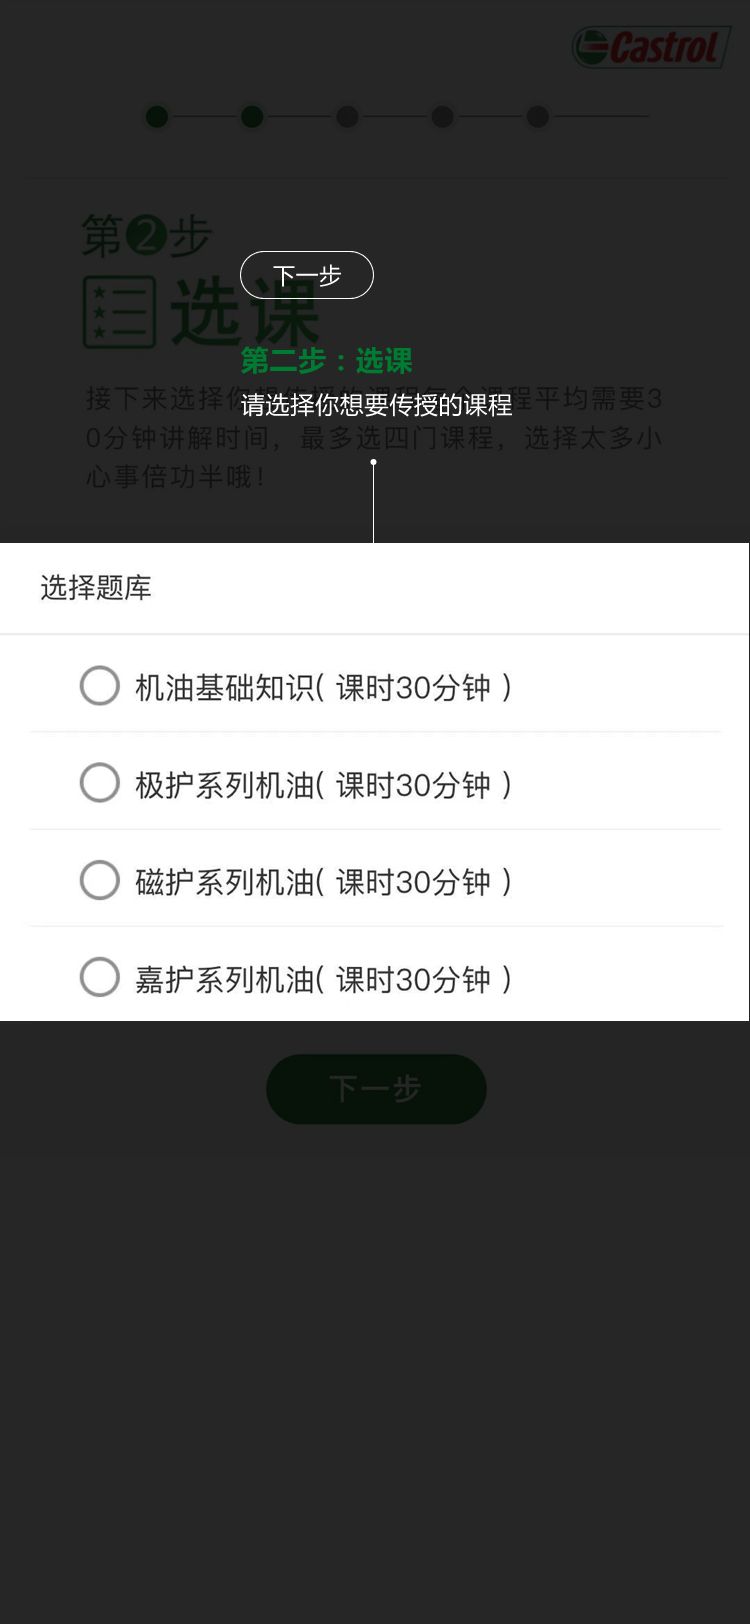 Castrol
第2步
下一步
选课
第二步：选课
接下来选择你想传授的课程每个课程平均需要3
请选择你想要传授的课程
0分钟讲解时间，最多选四门课程，选择太多小
心事倍功半哦！
选择题库
机油基础知识( 课时30分钟 )
极护系列机油( 课时30分钟 )
磁护系列机油( 课时30分钟 )
嘉护系列机油( 课时30分钟 )
下一步